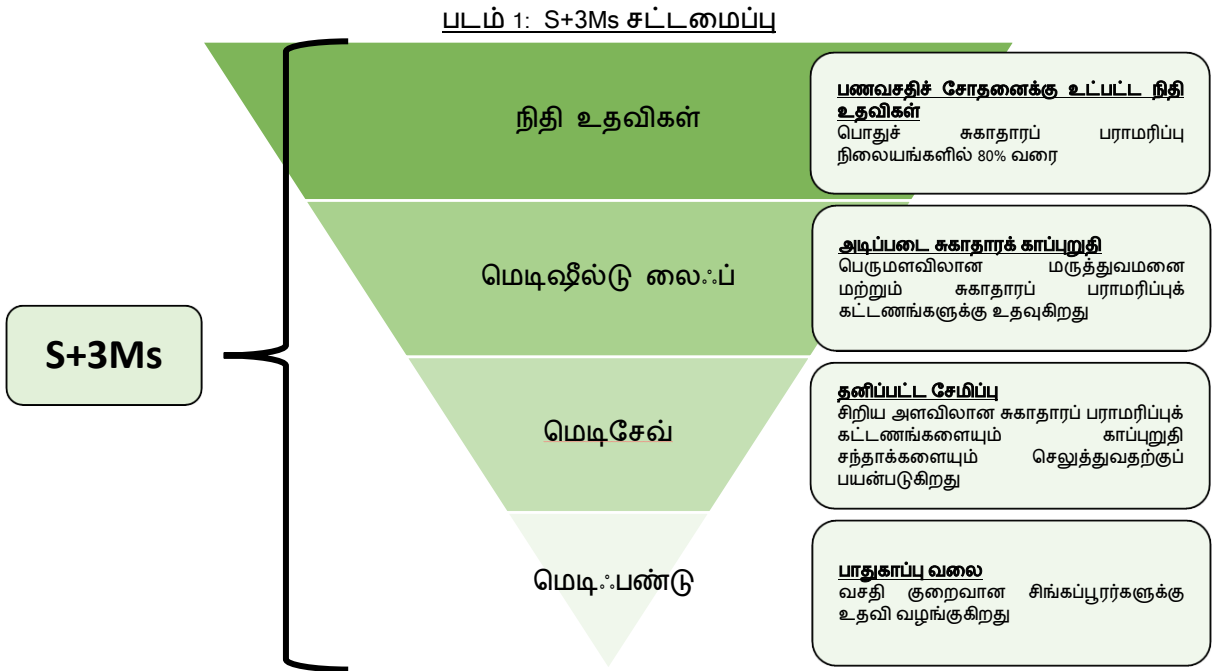 படம் 1: S+3Ms சட்டமைப்பு
S+3Ms
நிதி உதவிகள்
பணவசதிச் சோதனைக்கு உட்பட்ட நிதி
உதவிகள்
பொதுச் சுகாதாரப் பராமரிப்பு
நிலையங்களில் 80% வரை
மெடிஷீல்டு லைஃப்
அடிப்படை சுகாதாரக் காப்புறுதி
பெருமளவிலான மருத்துவமனை
மற்றும் சுகாதாரப் பராமரிப்புக்
கட்டணங்களுக்கு உதவுகிறது
மெடிசேவ்
தனிப்பட்ட சேமிப்பு
சிறிய அளவிலான சுகாதாரப் பராமரிப்புக்
கட்டணங்களையும் காப்புறுதி
சந்தாக்களையும் செலுத்துவதற்குப்
பயன்படுகிறது
மெடிஃபண்டு
பாதுகாப்பு வலை
வசதி குறைவான சிங்கப்பூரர்களுக்கு
உதவி வழங்குகிறது